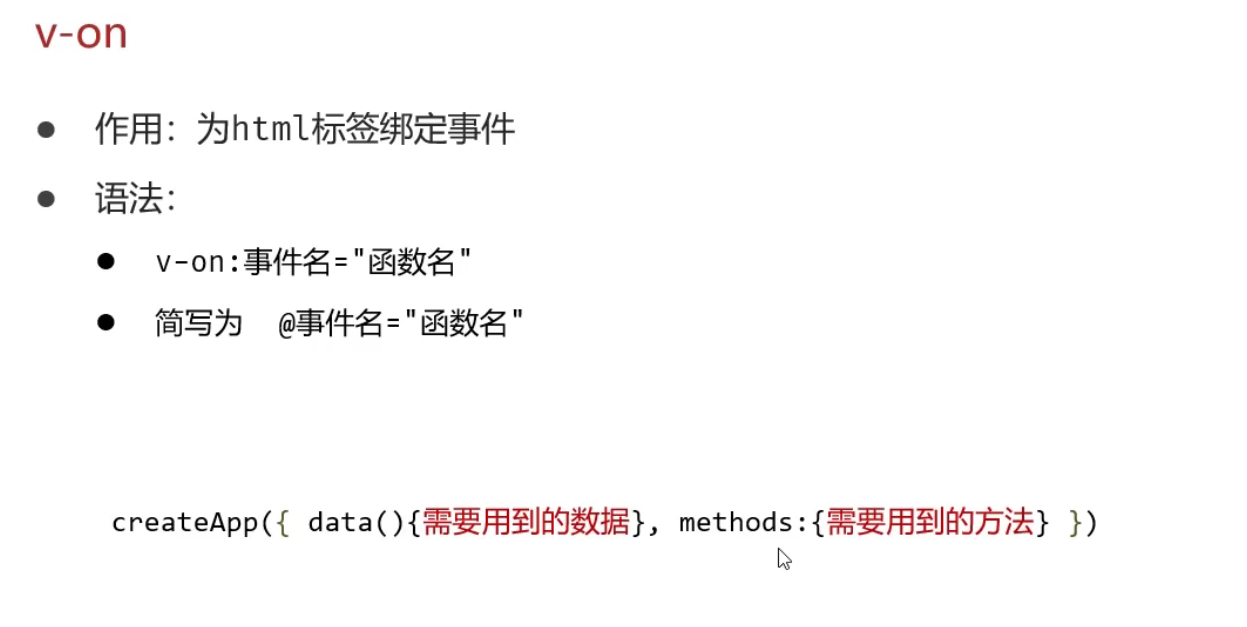 v-on
作用：为html标签绑定事件
语法：
v-on:事件名="函数名"
简写为 @事件名="函数名"
createApp({ data(){需要用到的数据}, methods:{需要用到的方法} })